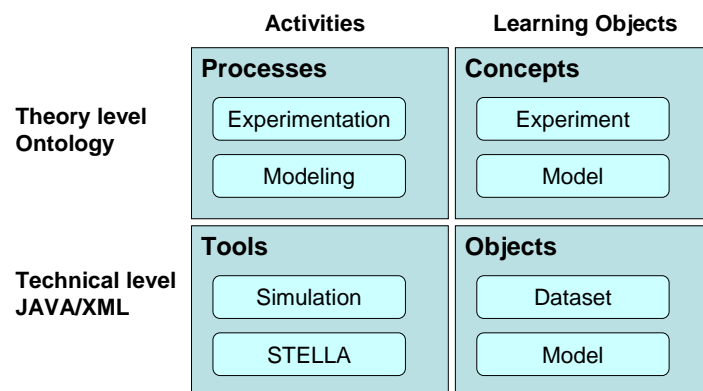 Activities
Learning Objects
Theory level
Ontology
Processes
Experimentation
Modeling
Concepts
Experiment
Model
Technical level
JAVA/XML
Tools
Simulation
STELLA
Objects
Dataset
Model